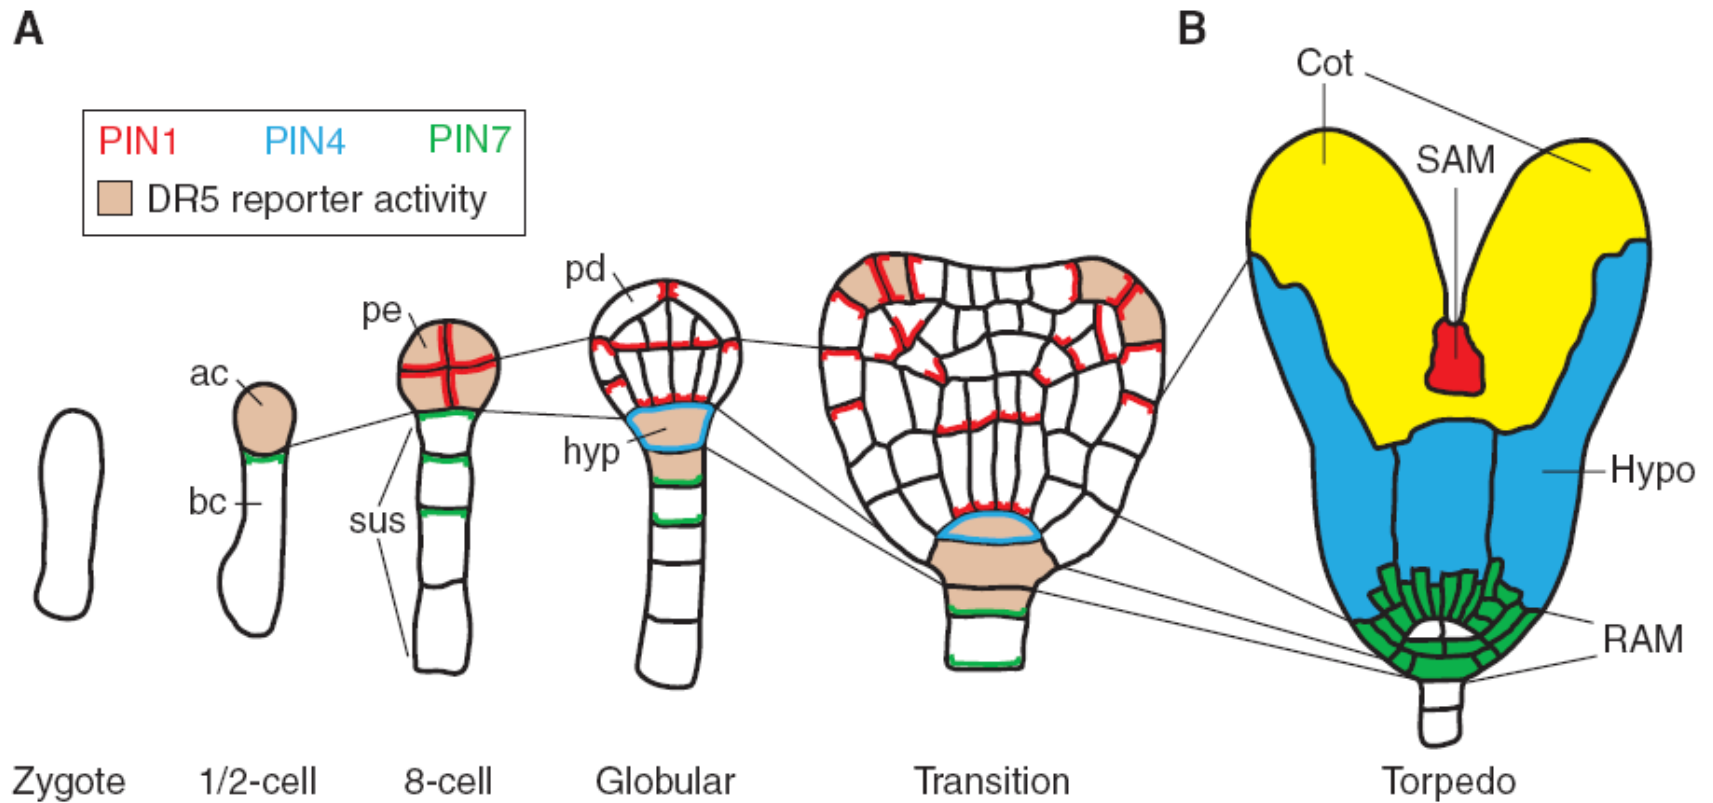 A
B
PIN1 PIN4 PIN7
DR5 reporter activity
Cot
SAM
pd
pe
ac
hyp
bc
sus
Hypo
RAM
Zygote 1/2-cell 8-cell Globular Transition Torpedo